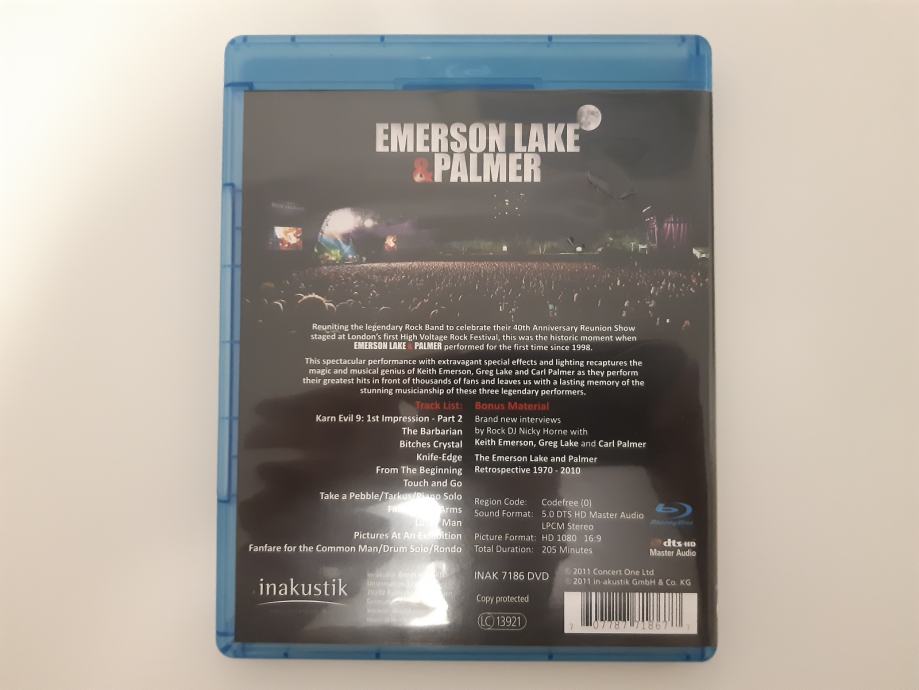 EMERSON LAKE
& PALMER
Reuniting the legendary Rock Band to celebrate their 40th Anniversary Reunion Show
staged at London's first High Voltage Rock Festival, this was the historic moment when
EMERSON LAKE & PALMER performed for the first time since 1998.
This spectacular performance with extravagant special effects and lighting recaptures the
magic and musical genius of Keith Emerson, Greg Lake and Carl Palmer as they perform
their greatest hits in front of thousands of fans and leaves us with a lasting memory of the
stunning musicianship of these three legendary performers.
Track List:
Karn Evil 9: 1st Impression - Part 2
The Barbarian
Bitches Crystal
Knife-Edge
From The Beginning
Touch and Go
Take a Pebble/Tarkus/Piano Solo
Arms
Man
Pictures At An Exhibition
Fanfare for the Common Man/Drum Solo/Rondo
Bonus Material
Brand new interviews
by Rock DJ Nicky Horne with
Keith Emerson, Greg Lake and Carl Palmer
The Emerson Lake and Palmer
Retrospective 1970 - 2010
Region Code: Codefree (0)
Sound Format: 5.0 DTS HD Master Audio
LPCM Stereo
Picture Format: HD 1080 16:9
Total Duration: 205 Minutes
Blu-ray Disc
dts-HD
Master Audio
inakustik
INAK 7186 DVD
Copy protected
LC 13921
© 2011 Concert One Ltd
© 2011 in-akustik GmbH & Co. KG
7 07787 71867 7